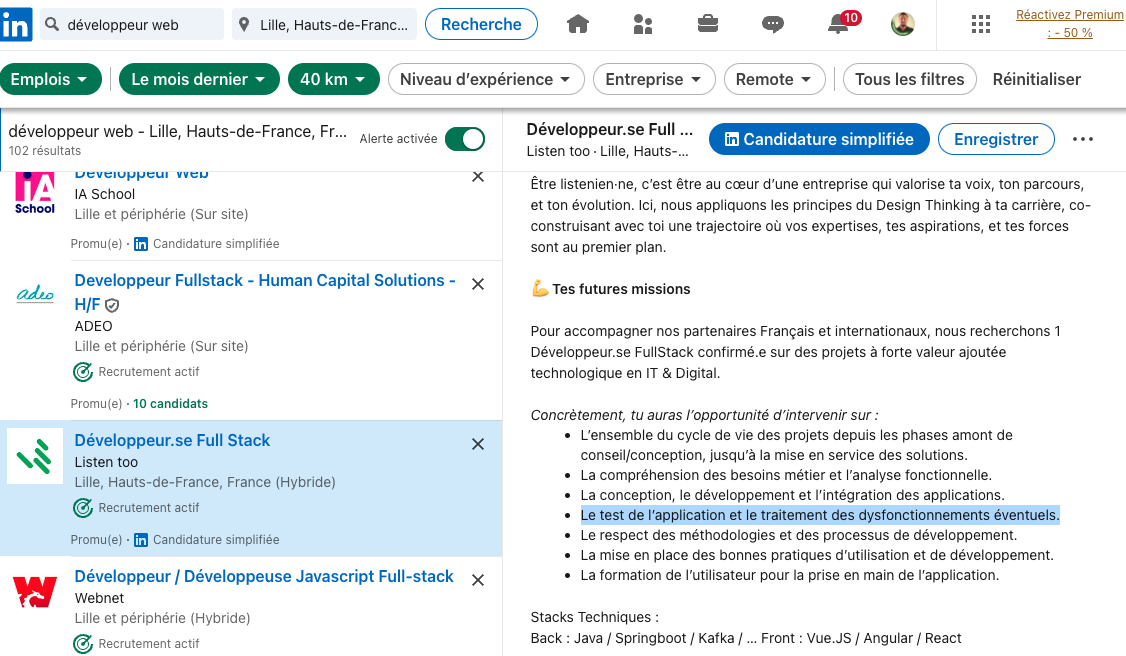 in
développeur web
Lille, Hauts-de-Franc...
Recherche
10
Réactivez Premium
: - 50 %
Emplois
Le mois dernier
40 km
Niveau d’expérience
Entreprise
Remote
Tous les filtres
Réinitialiser
développeur web - Lille, Hauts-de-France, Fr...
102 résultats
Alerte activée
iA
School
Développeur Web
IA School
Lille et périphérie (Sur site)
Promu(e) · in Candidature simplifiée
adeo
Developpeur Fullstack - Human Capital Solutions -
H/F
ADEO
Lille et périphérie (Sur site)
Recrutement actif
Promu(e) · 10 candidats
Développeur.se Full Stack
Listen too
Lille, Hauts-de-France, France (Hybride)
Recrutement actif
Promu(e) · in Candidature simplifiée
Développeur / Développeuse Javascript Full-stack
Webnet
Lille et périphérie (Hybride)
Recrutement actif
Développeur.se Full ...
Listen too · Lille, Hauts-...
in Candidature simplifiée
Enregistrer
Être listenien·ne, c’est être au cœur d’une entreprise qui valorise ta voix, ton parcours,
et ton évolution. Ici, nous appliquons les principes du Design Thinking à ta carrière, co-
construisant avec toi une trajectoire où vos expertises, tes aspirations, et tes forces
sont au premier plan.
💪 Tes futures missions
Pour accompagner nos partenaires Français et internationaux, nous recherchons 1
Développeur.se FullStack confirmé.e sur des projets à forte valeur ajoutée
technologique en IT & Digital.
Concrètement, tu auras l’opportunité d’intervenir sur :
• L’ensemble du cycle de vie des projets depuis les phases amont de
conseil/conception, jusqu’à la mise en service des solutions.
• La compréhension des besoins métier et l’analyse fonctionnelle.
• La conception, le développement et l’intégration des applications.
• Le test de l’application et le traitement des dysfonctionnements éventuels.
• Le respect des méthodologies et des processus de développement.
• La mise en place des bonnes pratiques d’utilisation et de développement.
• La formation de l’utilisateur pour la prise en main de l’application.
Stacks Techniques :
Back : Java / Springboot / Kafka / … Front : Vue.JS / Angular / React